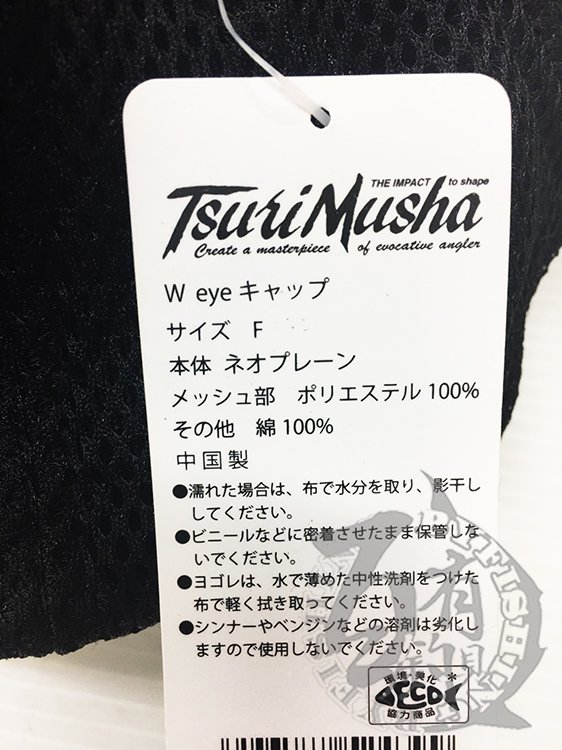 THE IMPACT to shape
TsuriMusha
Create a masterpiece of evocative angler
W eye キャップ
サイズ F
本体 ネオプレーン
メッシュ部 ポリエステル 100%
その他 綿 100%
中国製
●濡れた場合は、布で水分を取り、影干し
してください。
●ビニールなどに密着させたまま保管しな
いでください。
●ヨゴレは、水で薄めた中性洗剤をつけた
布で軽く拭き取ってください。
●シンナーやベンジンなどの溶剤は劣化し
ますので使用しないでください。
環境・美化
ECO
協力商品